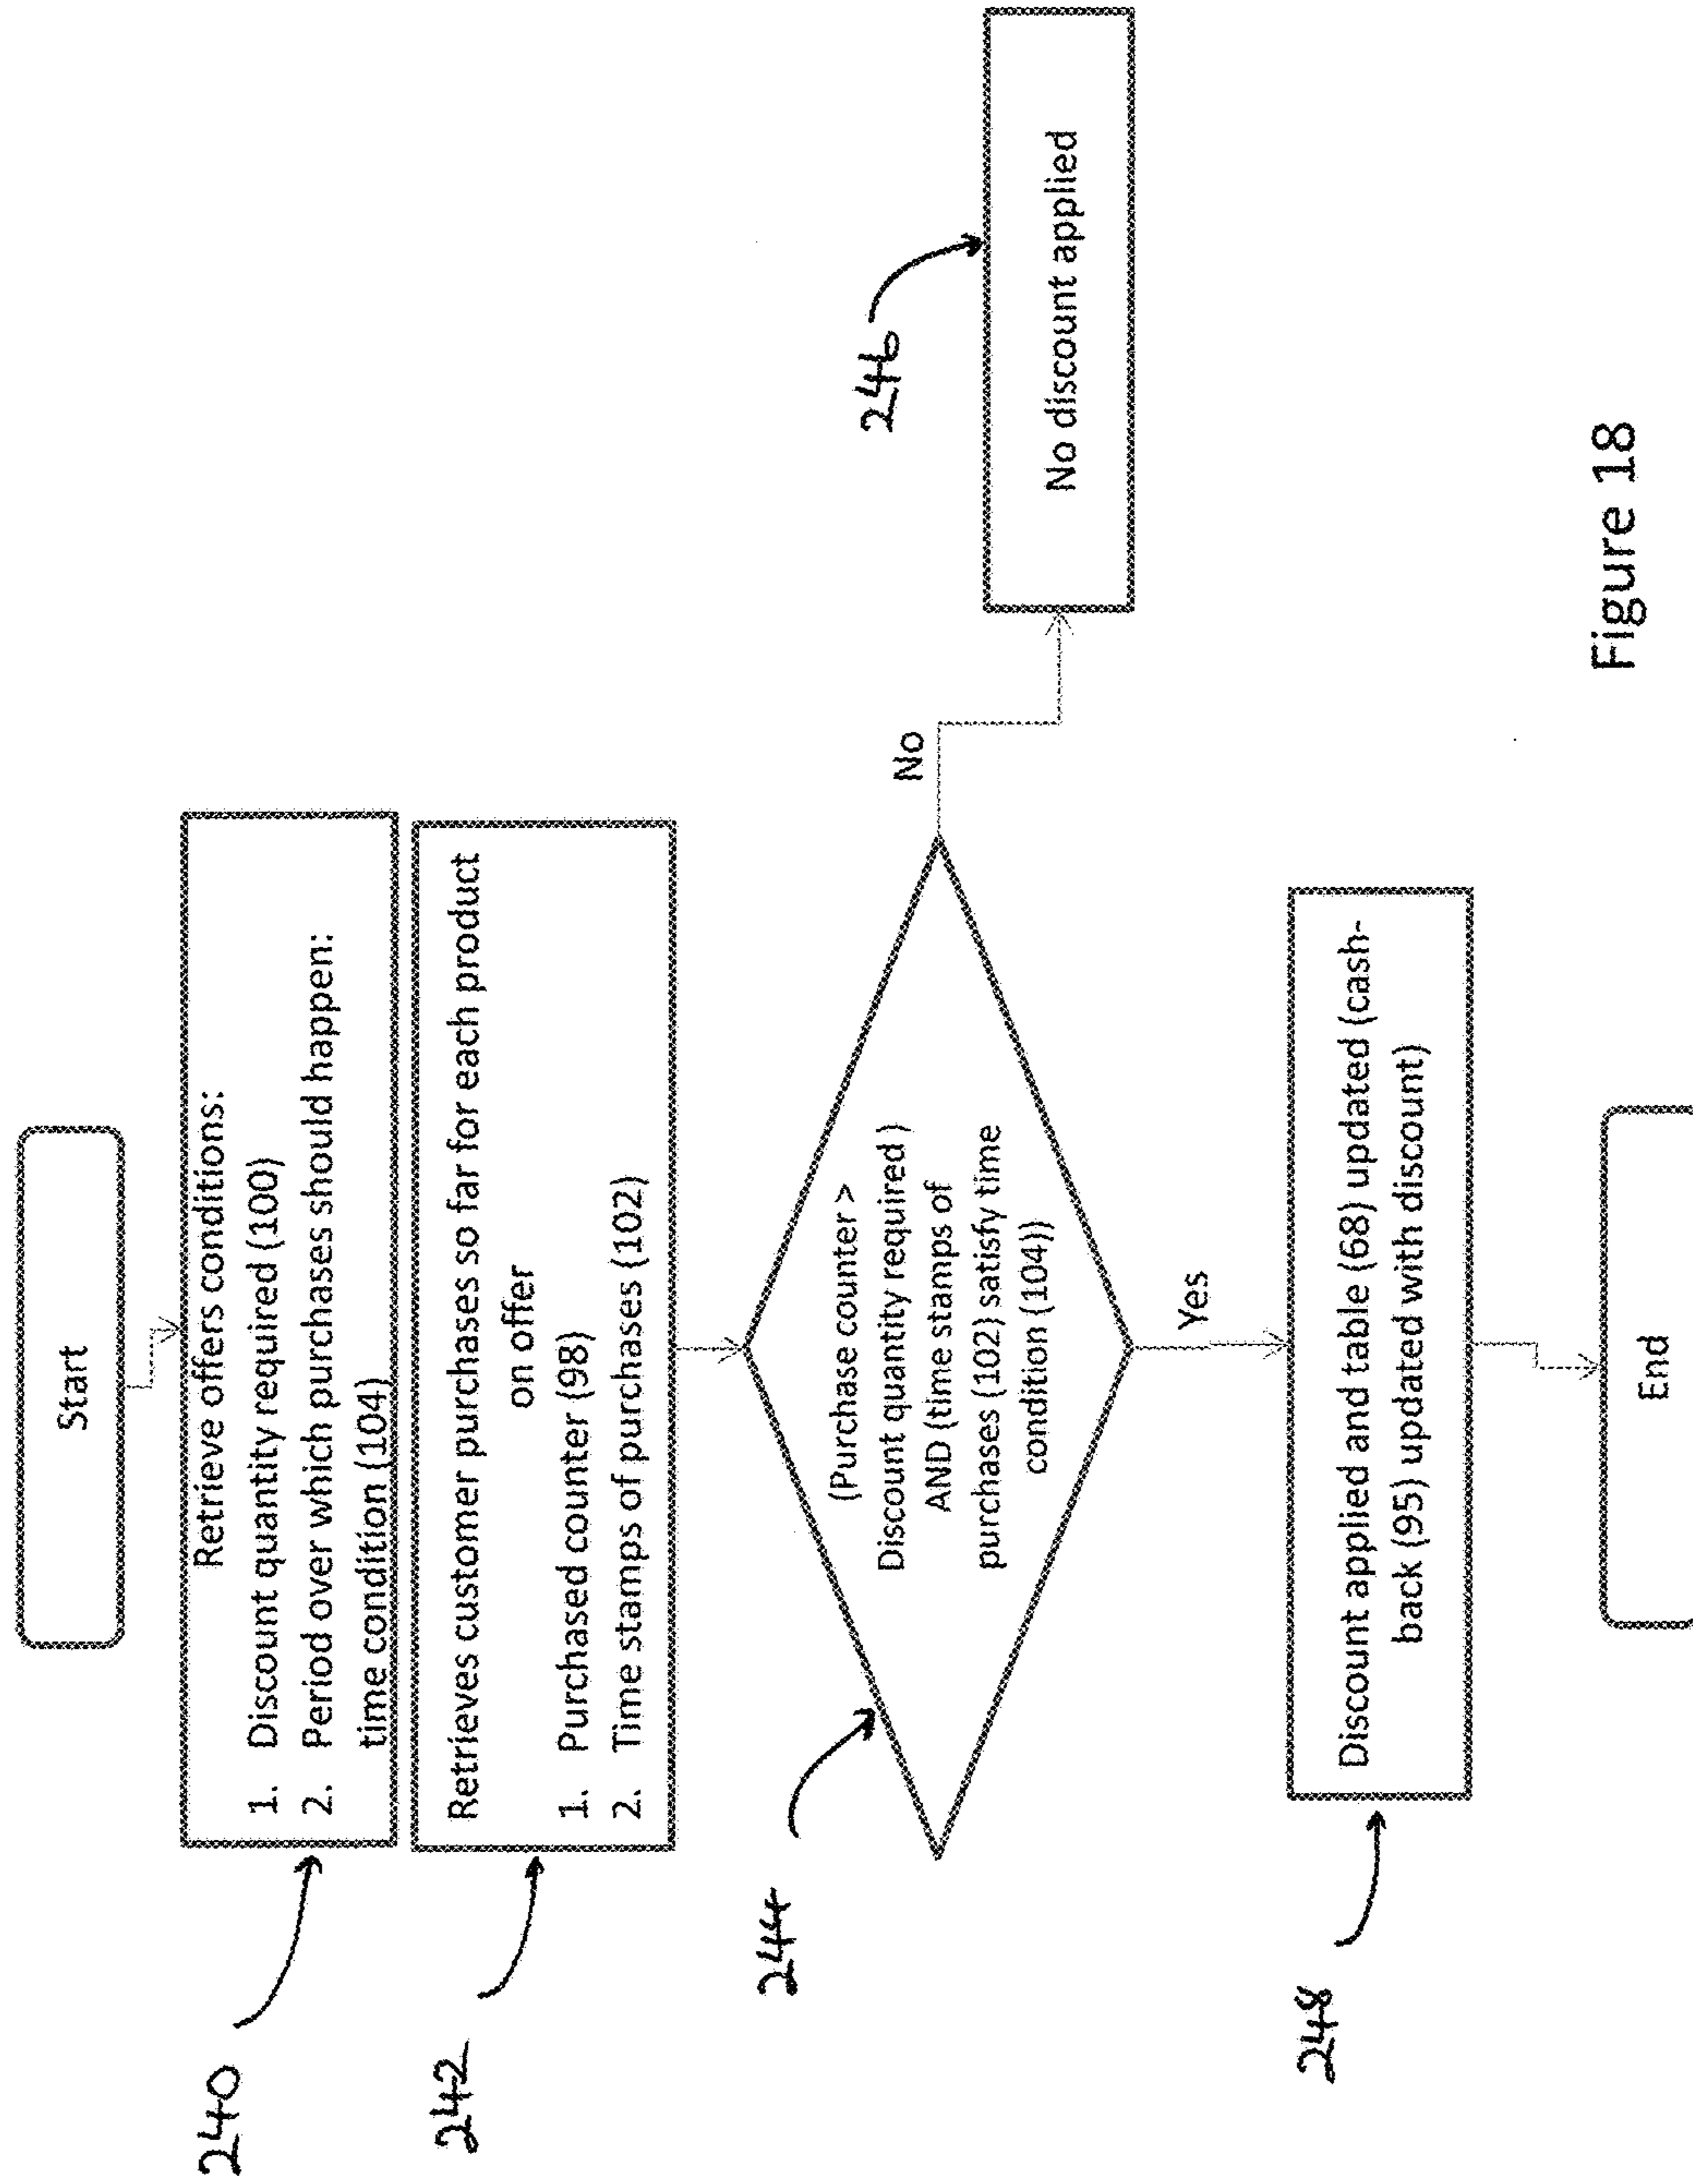 Start
240
Retrieve offers conditions:
1. Discount quantity required (100)
2. Period over which purchases should happen:
time condition (104)
242
Retrieves customer purchases so far for each product
on offer
1. Purchased counter (98)
2. Time stamps of purchases (102)
244
(Purchase counter >
Discount quantity required )
AND (time stamps of
purchases (102) satisfy time
condition (104))
No
246
No discount applied
Yes
248
Discount applied and table (68) updated (cash-
back (95) updated with discount)
End
Figure 18